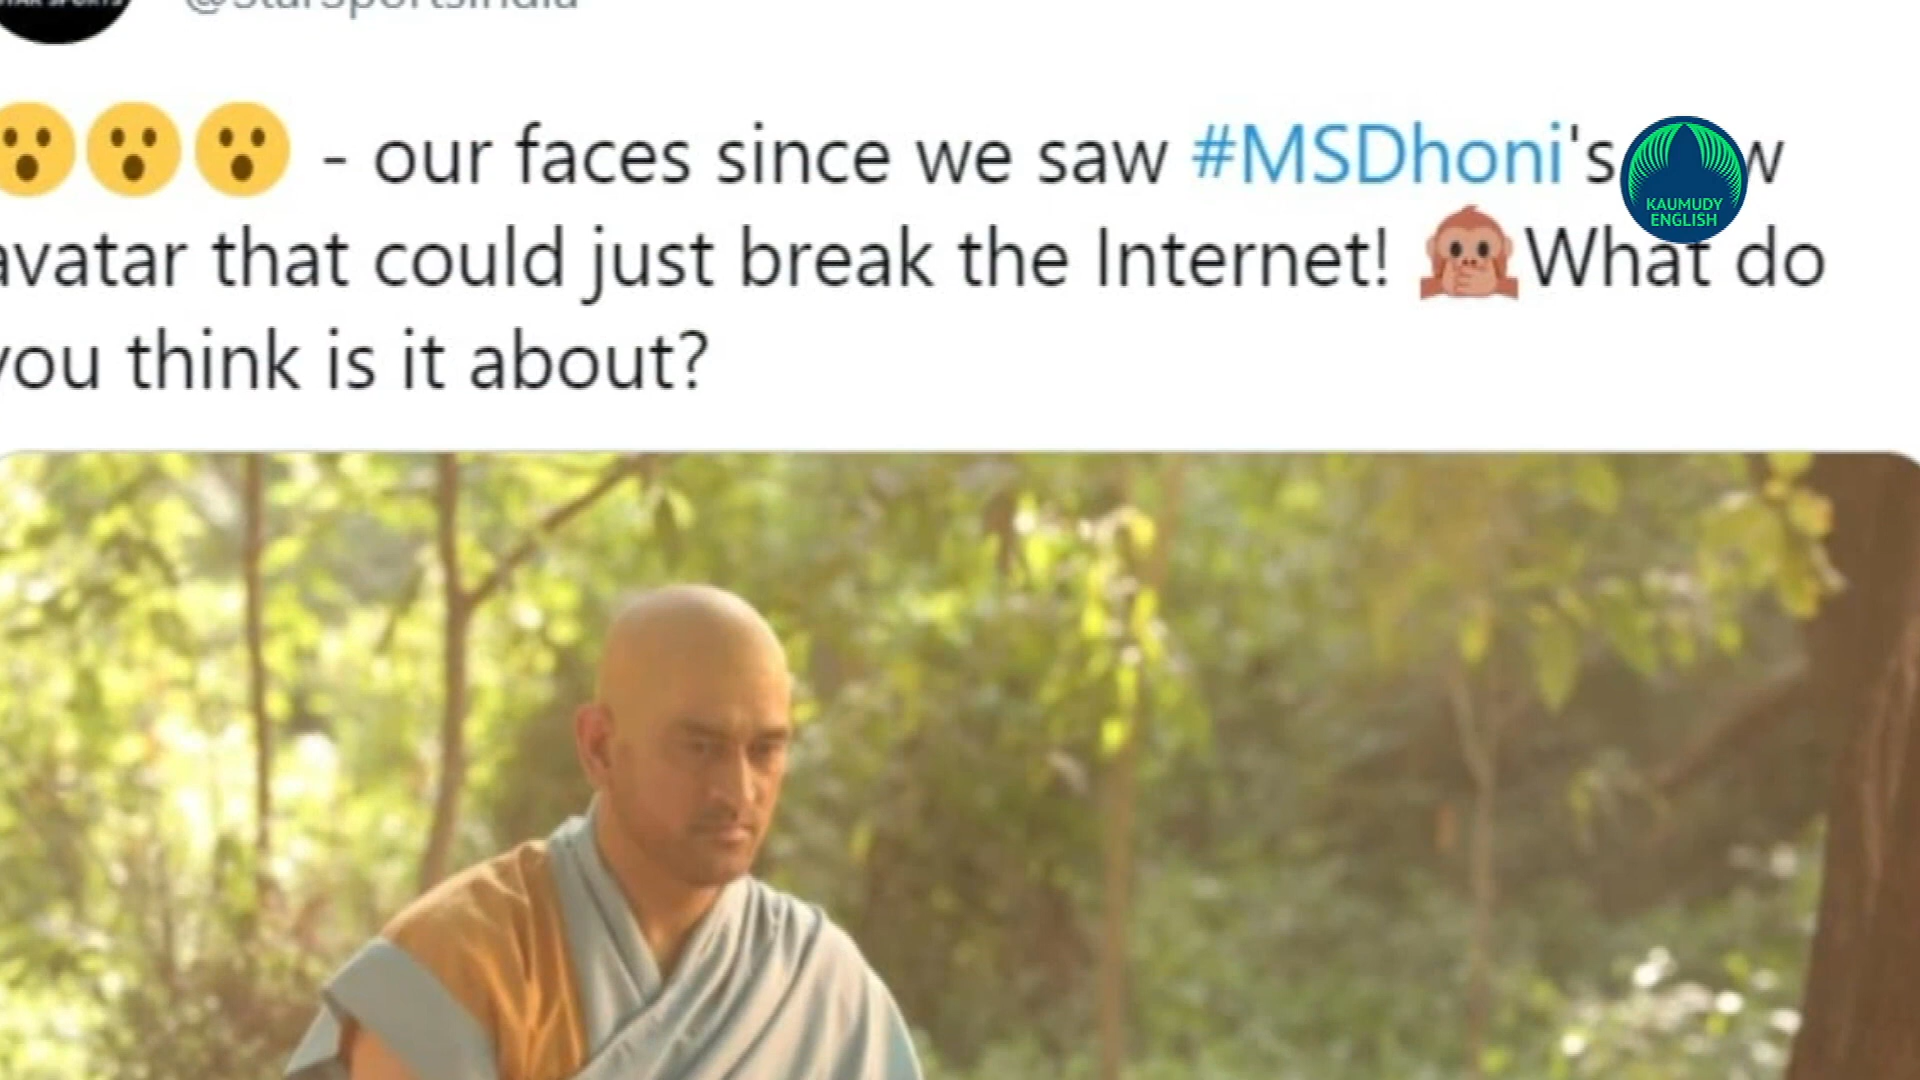 @StarSportsIndia
- our faces since we saw #MSDhoni's
avatar that could just break the Internet! What do
you think is it about?
KAUMUDY
ENGLISH